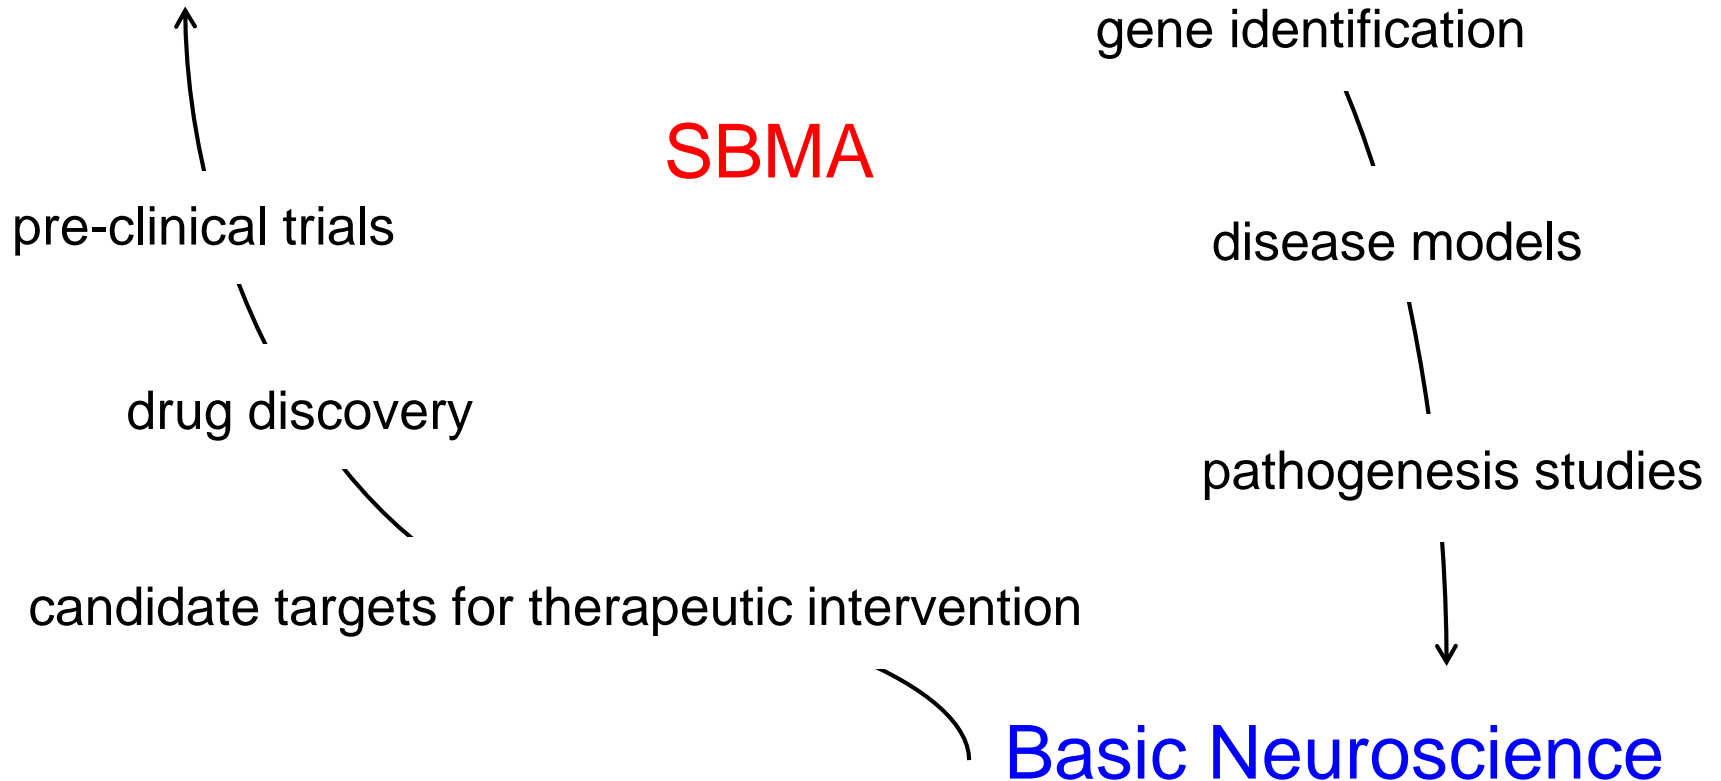 gene identification
SBMA
pre-clinical trials
disease models
drug discovery
pathogenesis studies
candidate targets for therapeutic intervention
Basic Neuroscience